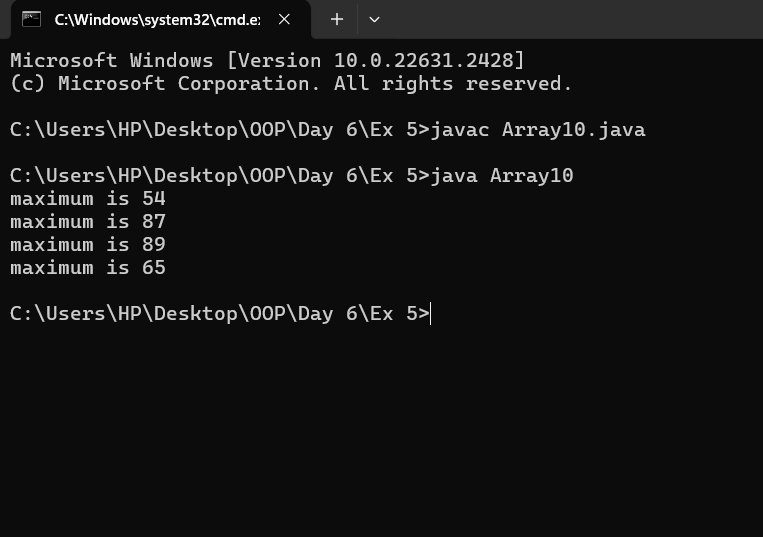 C:\Windows\system32\cmd.e
Microsoft Windows [Version 10.0.22631.2428]
(c) Microsoft Corporation. All rights reserved.
C:\Users\HP\Desktop\OOP\Day 6\Ex 5>javac Array10.java
C:\Users\HP\Desktop\OOP\Day 6\Ex 5>java Array10
maximum is 54
maximum is 87
maximum is 89
maximum is 65
C:\Users\HP\Desktop\OOP\Day 6\Ex 5>